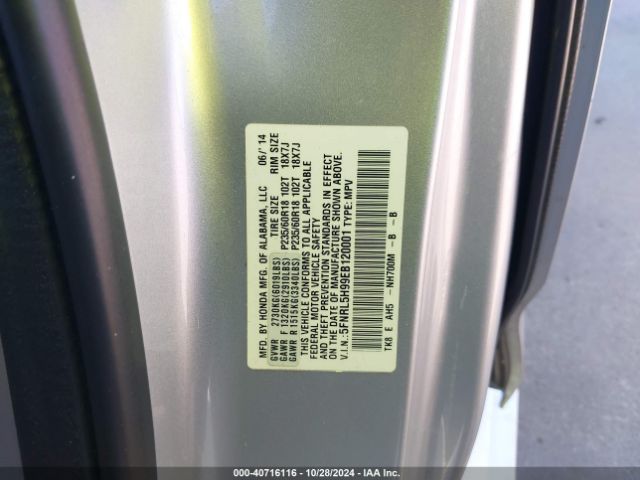 MFD. BY HONDA MFG. OF ALABAMA, LLC 06/'14
TIRE SIZE RIM SIZE
GVWR 2730KG(6019LBS)
GAWR F 1320KG(2910LBS) P235/60R18 102T 18X7J
GAWR R 1515KG(3340LBS) P235/60R18 102T 18X7J
THIS VEHICLE CONFORMS TO ALL APPLICABLE
FEDERAL MOTOR VEHICLE SAFETY
AND THEFT PREVENTION STANDARDS IN EFFECT
ON THE DATE OF MANUFACTURE SHOWN ABOVE.
V.I.N.:5FNRL5H99EB120001 TYPE: MPV
TK8 E AH5 -NH700M -B -B
000-40716116 | 10/28/2024 | IAA Inc.